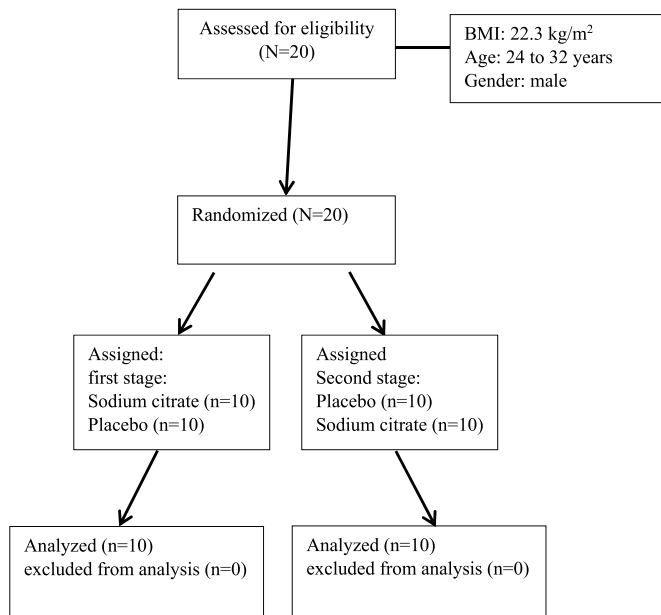 Assessed for eligibility
(N=20)
BMI: 22.3 kg/m²
Age: 24 to 32 years
Gender: male
Randomized (N=20)
Assigned:
first stage:
Sodium citrate (n=10)
Placebo (n=10)
Assigned
Second stage:
Placebo (n=10)
Sodium citrate (n=10)
Analyzed (n=10)
excluded from analysis (n=0)
Analyzed (n=10)
excluded from analysis (n=0)